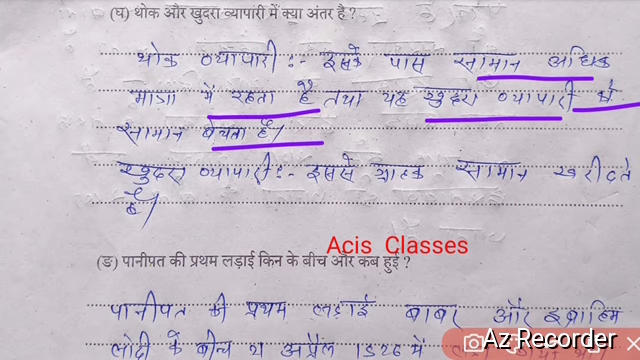 (घ) थोक और खुदरा व्यापारी में क्या अंतर है ?
थोक व्यापारी :- इसके पास सामान अधिक
मात्रा में रहता है तथा यह खुदरा व्यापारी को
सामान बेचता है।
खुदरा व्यापारी :- इससे ग्राहक सामान खरीदते
है।
Acis Classes
(ङ) पानीपत की प्रथम लड़ाई किन के बीच और कब हुई ?
पानीपत की प्रथम लड़ाई बाबर और इब्राहिम
लोदी के बीच 21 अप्रैल 1526 में
Az Recorder